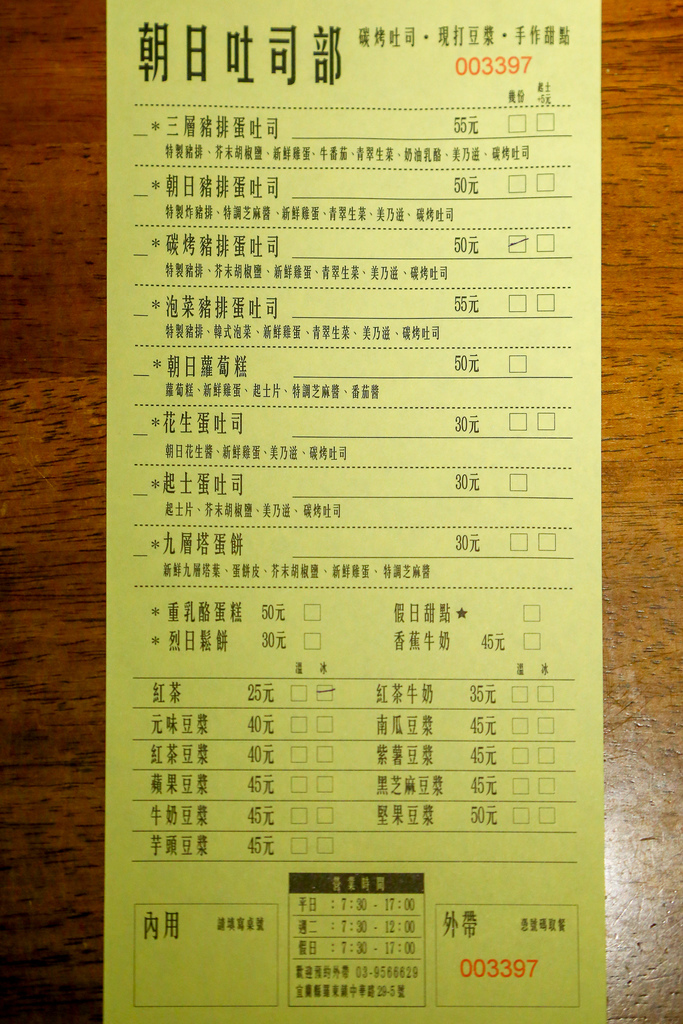 朝日吐司部 碳烤吐司・現打豆漿・手作甜點
003397
幾份 起士+5元
＊三層豬排蛋吐司 55元
特製豬排、芥末胡椒鹽、新鮮雞蛋、牛番茄、青翠生菜、奶油乳酪、美乃滋、碳烤吐司
＊朝日豬排蛋吐司 50元
特製炸豬排、特調芝麻醬、新鮮雞蛋、青翠生菜、美乃滋、碳烤吐司
＊碳烤豬排蛋吐司 50元
特製豬排、芥末胡椒鹽、新鮮雞蛋、青翠生菜、美乃滋、碳烤吐司
＊泡菜豬排蛋吐司 55元
特製豬排、韓式泡菜、新鮮雞蛋、青翠生菜、美乃滋、碳烤吐司
＊朝日蘿蔔糕 50元
蘿蔔糕、新鮮雞蛋、起士片、特調芝麻醬、番茄醬
＊花生蛋吐司 30元
朝日花生醬、新鮮雞蛋、美乃滋、碳烤吐司
＊起士蛋吐司 30元
起士片、芥末胡椒鹽、美乃滋、碳烤吐司
＊九層塔蛋餅 30元
新鮮九層塔葉、蛋餅皮、芥末胡椒鹽、新鮮雞蛋、特調芝麻醬
＊重乳酪蛋糕 50元 假日甜點★
＊烈日鬆餅 30元 香蕉牛奶 45元
溫 冰 溫 冰
紅茶 25元 紅茶牛奶 35元
元味豆漿 40元 南瓜豆漿 45元
紅茶豆漿 40元 紫薯豆漿 45元
蘋果豆漿 45元 黑芝麻豆漿 45元
牛奶豆漿 45元 堅果豆漿 50元
芋頭豆漿 45元
內用 請填寫桌號
營業時間
平日：7:30 - 17:00
週二：7:30 - 12:00
假日：7:30 - 17:00
歡迎預約外帶 03-9566629
宜蘭縣羅東鎮中華路29-5號
外帶 憑號碼取餐
003397